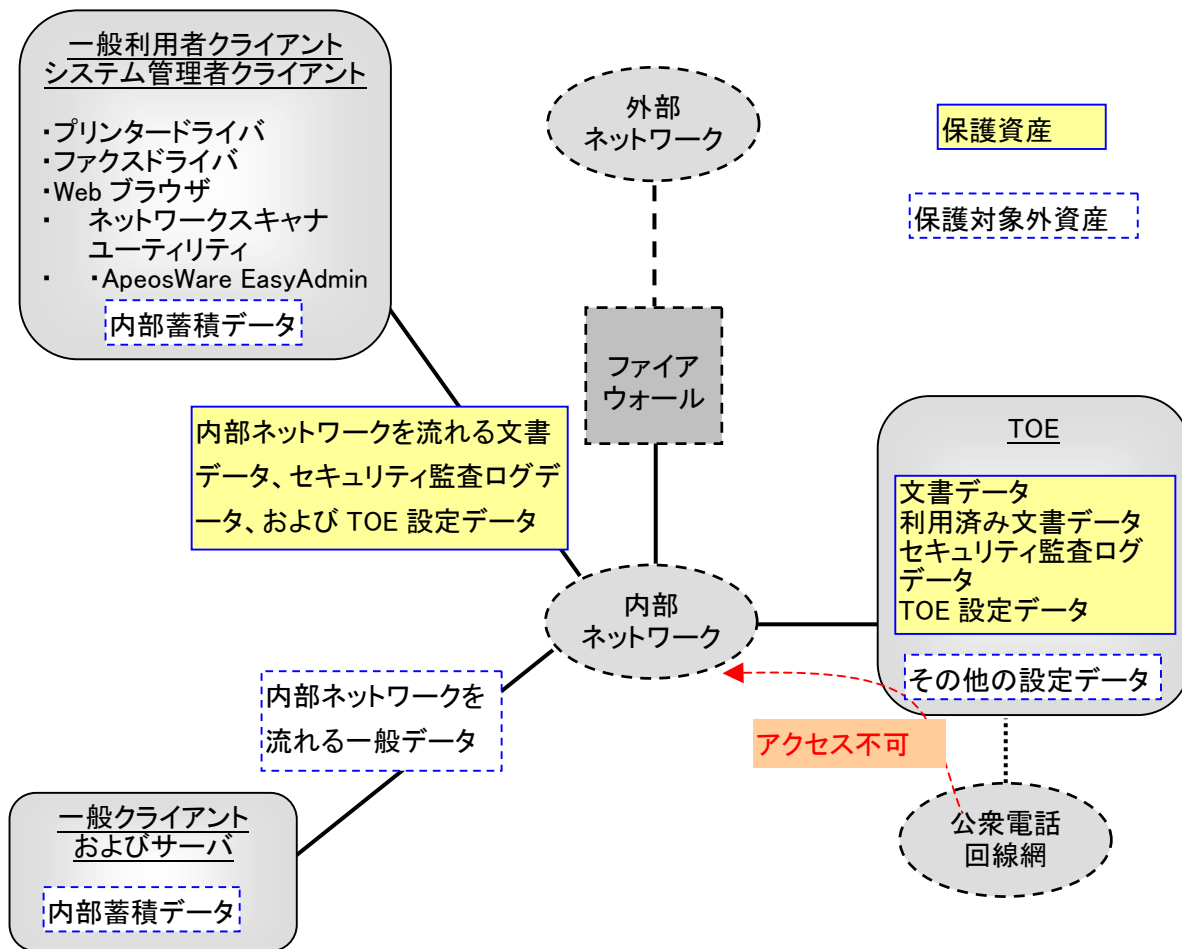 一般利用者クライアント
システム管理者クライアント
・プリンタードライバ
・ファクスドライバ
・Web ブラウザ
・ ネットワークスキャナ
ユーティリティ
・ ・ApeosWare EasyAdmin
内部蓄積データ
外部
ネットワーク
保護資産
保護対象外資産
ファイア
ウォール
内部ネットワークを流れる文書
データ、セキュリティ監査ログデ
ータ、および TOE 設定データ
TOE
文書データ
利用済み文書データ
セキュリティ監査ログ
データ
TOE 設定データ
その他の設定データ
内部
ネットワーク
内部ネットワークを
流れる一般データ
アクセス不可
一般クライアント
およびサーバ
内部蓄積データ
公衆電話
回線網